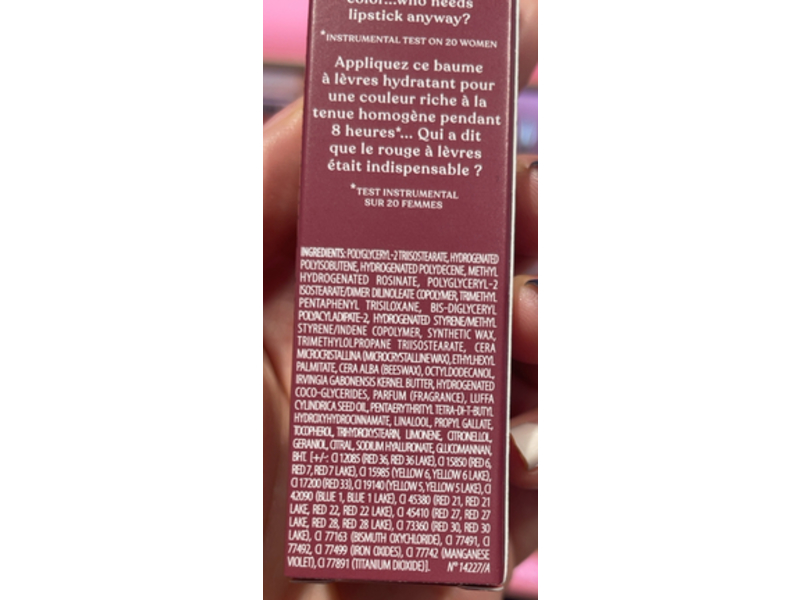 color...who needs
lipstick anyway?
*INSTRUMENTAL TEST ON 20 WOMEN
Appliquez ce baume
à lèvres hydratant pour
une couleur riche à la
tenue homogène pendant
8 heures*... Qui a dit
que le rouge à lèvres
était indispensable ?
*TEST INSTRUMENTAL
SUR 20 FEMMES
INGREDIENTS: POLYGLYCERYL-2 TRIISOSTEARATE, HYDROGENATED
POLYISOBUTENE, HYDROGENATED POLYDECENE, METHYL
HYDROGENATED ROSINATE, POLYGLYCERYL-2
ISOSTEARATE/DIMER DILINOLEATE COPOLYMER, TRIMETHYL
PENTAPHENYL TRISILOXANE, BIS-DIGLYCERYL
POLYACYLADIPATE-2, HYDROGENATED STYRENE/METHYL
STYRENE/INDENE COPOLYMER, SYNTHETIC WAX,
TRIMETHYLOLPROPANE TRIISOSTEARATE, CERA
MICROCRISTALLINA (MICROCRYSTALLINE WAX), ETHYLHEXYL
PALMITATE, CERA ALBA (BEESWAX), OCTYLDODECANOL,
IRVINGIA GABONENSIS KERNEL BUTTER, HYDROGENATED
COCO-GLYCERIDES, PARFUM (FRAGRANCE), LUFFA
CYLINDRICA SEED OIL, PENTAERYTHRITYL TETRA-DI-T-BUTYL
HYDROXYHYDROCINNAMATE, LINALOOL, PROPYL GALLATE,
TOCOPHEROL, TRIHYDROXYSTEARIN, LIMONENE, CITRONELLOL,
GERANIOL, CITRAL, SODIUM HYALURONATE, GLUCOMANNAN,
BHT. [+/-: CI 12085 (RED 36, RED 36 LAKE), CI 15850 (RED 6,
RED 7, RED 7 LAKE), CI 15985 (YELLOW 6, YELLOW 6 LAKE),
CI 17200 (RED 33), CI 19140 (YELLOW 5, YELLOW 5 LAKE), CI
42090 (BLUE 1, BLUE 1 LAKE), CI 45380 (RED 21, RED 21
LAKE, RED 22, RED 22 LAKE), CI 45410 (RED 27, RED 27
LAKE, RED 28, RED 28 LAKE), CI 73360 (RED 30, RED 30
LAKE), CI 77163 (BISMUTH OXYCHLORIDE), CI 77491, CI
77492, CI 77499 (IRON OXIDES), CI 77742 (MANGANESE
VIOLET), CI 77891 (TITANIUM DIOXIDE)]. N° 14227/A